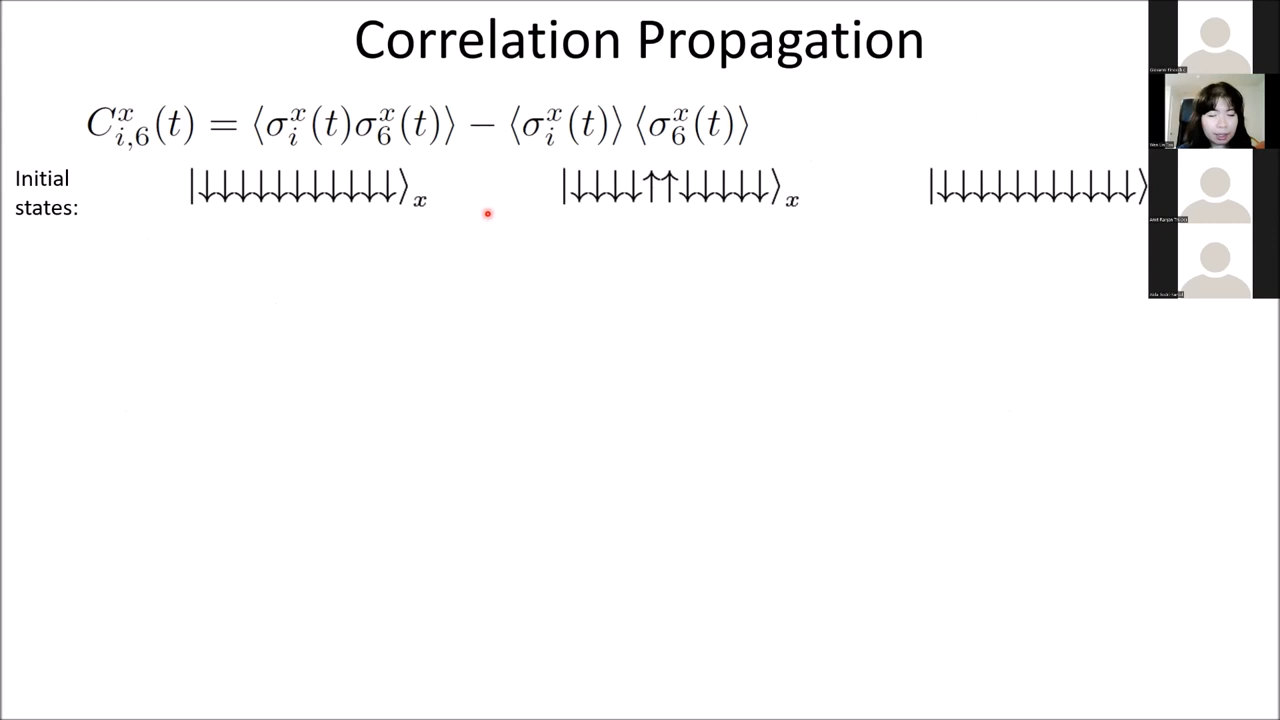 Correlation Propagation
C^x_{i,6}(t) = ⟨σ^x_i(t)σ^x_6(t)⟩ − ⟨σ^x_i(t)⟩ ⟨σ^x_6(t)⟩
Initial states: |↓↓↓↓↓↓↓↓↓↓↓⟩_x |↓↓↓↓↑↑↓↓↓↓↓⟩_x |↓↓↓↓↓↓↓↓↓↓↓⟩